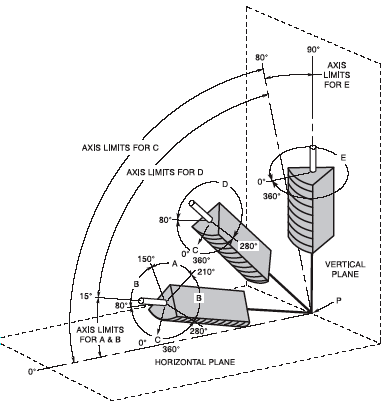 90°
80°
AXIS
LIMITS
FOR E
AXIS LIMITS FOR C
E
AXIS LIMITS FOR D
D
0°
360°
80°
C
0°
360°
280°
150°
A
210°
VERTICAL
PLANE
B
15°
80°
B
P
AXIS LIMITS
FOR A & B
C
0°
280°
360°
HORIZONTAL PLANE
0°